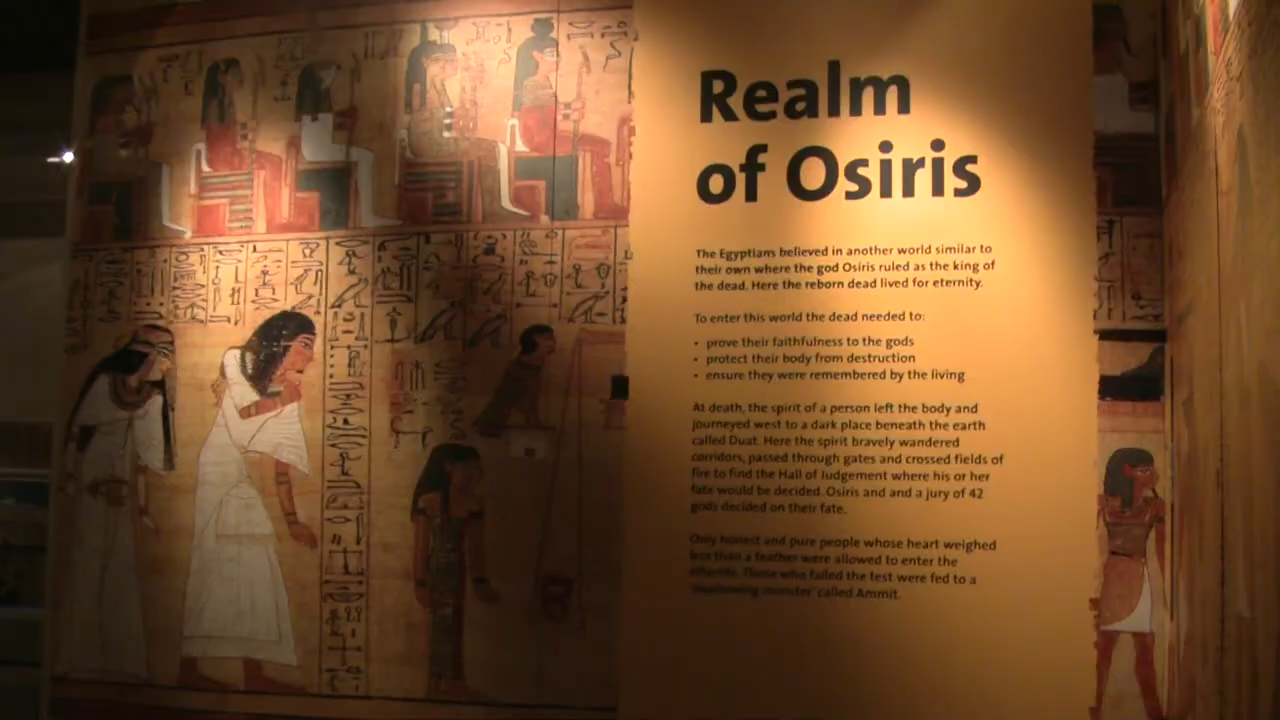 Realm
of Osiris
The Egyptians believed in another world similar to
their own where the god Osiris ruled as the king of
the dead. Here the reborn dead lived for eternity.
To enter this world the dead needed to:
• prove their faithfulness to the gods
• protect their body from destruction
• ensure they were remembered by the living
At death, the spirit of a person left the body and
journeyed west to a dark place beneath the earth
called Duat. Here the spirit bravely wandered
corridors, passed through gates and crossed fields of
fire to find the Hall of Judgement where his or her
fate would be decided. Osiris and and a jury of 42
gods decided on their fate.
Only honest and pure people whose heart weighed
less than a feather were allowed to enter the
afterlife. Those who failed the test were fed to a
monster' called Ammit.